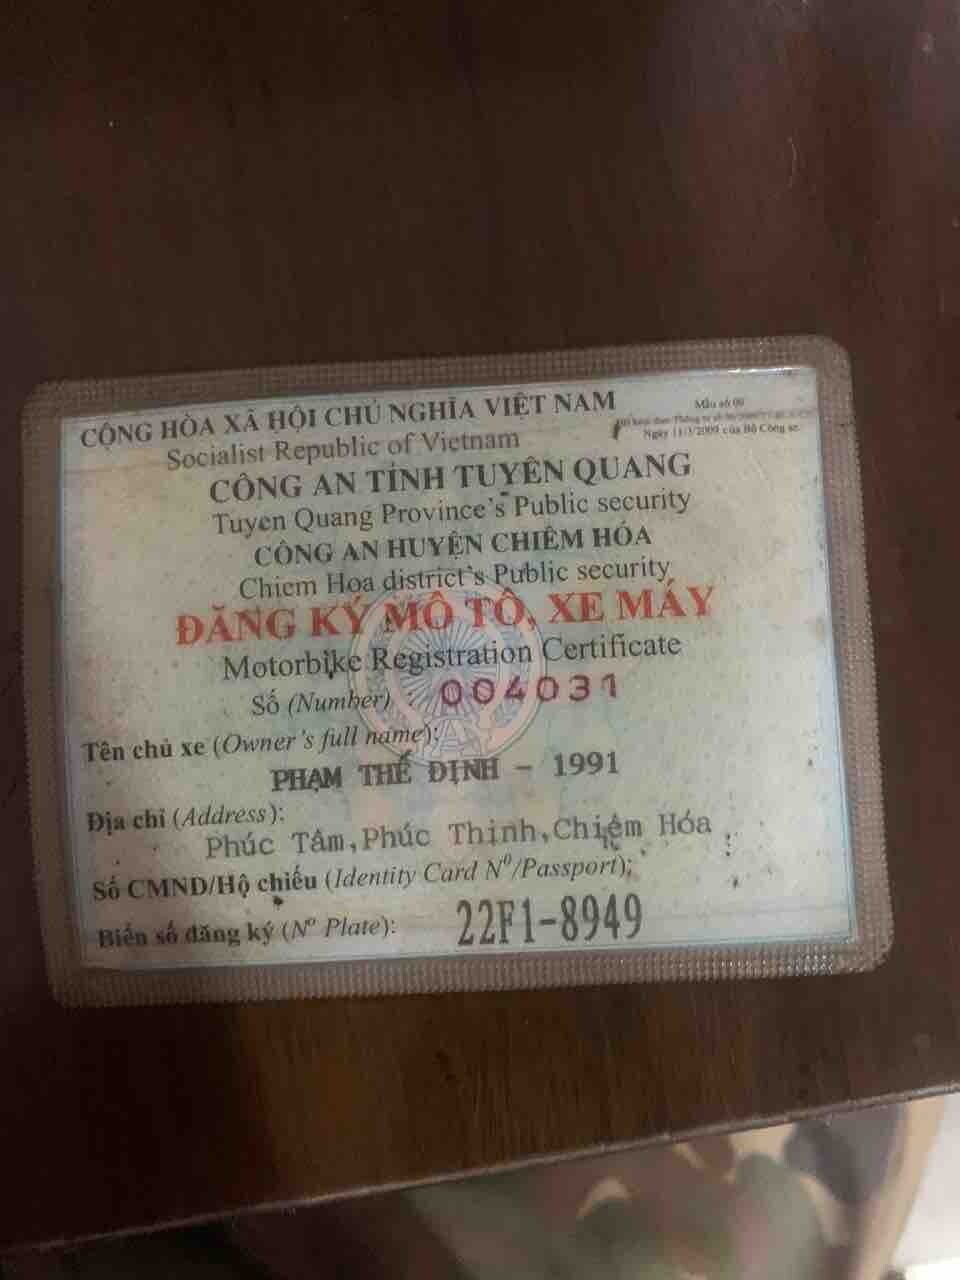 CỘNG HÒA XÃ HỘI CHỦ NGHĨA VIỆT NAM
Socialist Republic of Vietnam
Mẫu số 09
Ngày 11/3/2009 của Bộ Công an
CÔNG AN TỈNH TUYÊN QUANG
Tuyen Quang Province's Public security
CÔNG AN HUYỆN CHIÊM HÓA
Chiem Hoa district's Public security
ĐĂNG KÝ MÔ TÔ, XE MÁY
Motorbike Registration Certificate
Số (Number) 004031
Tên chủ xe (Owner's full name):
PHẠM THẾ ĐỊNH - 1991
Địa chỉ (Address):
Phúc Tâm,Phúc Thịnh,Chiêm Hóa
Số CMND/Hộ chiếu (Identity Card Nº/Passport):
Biển số đăng ký (Nº Plate): 22F1-8949